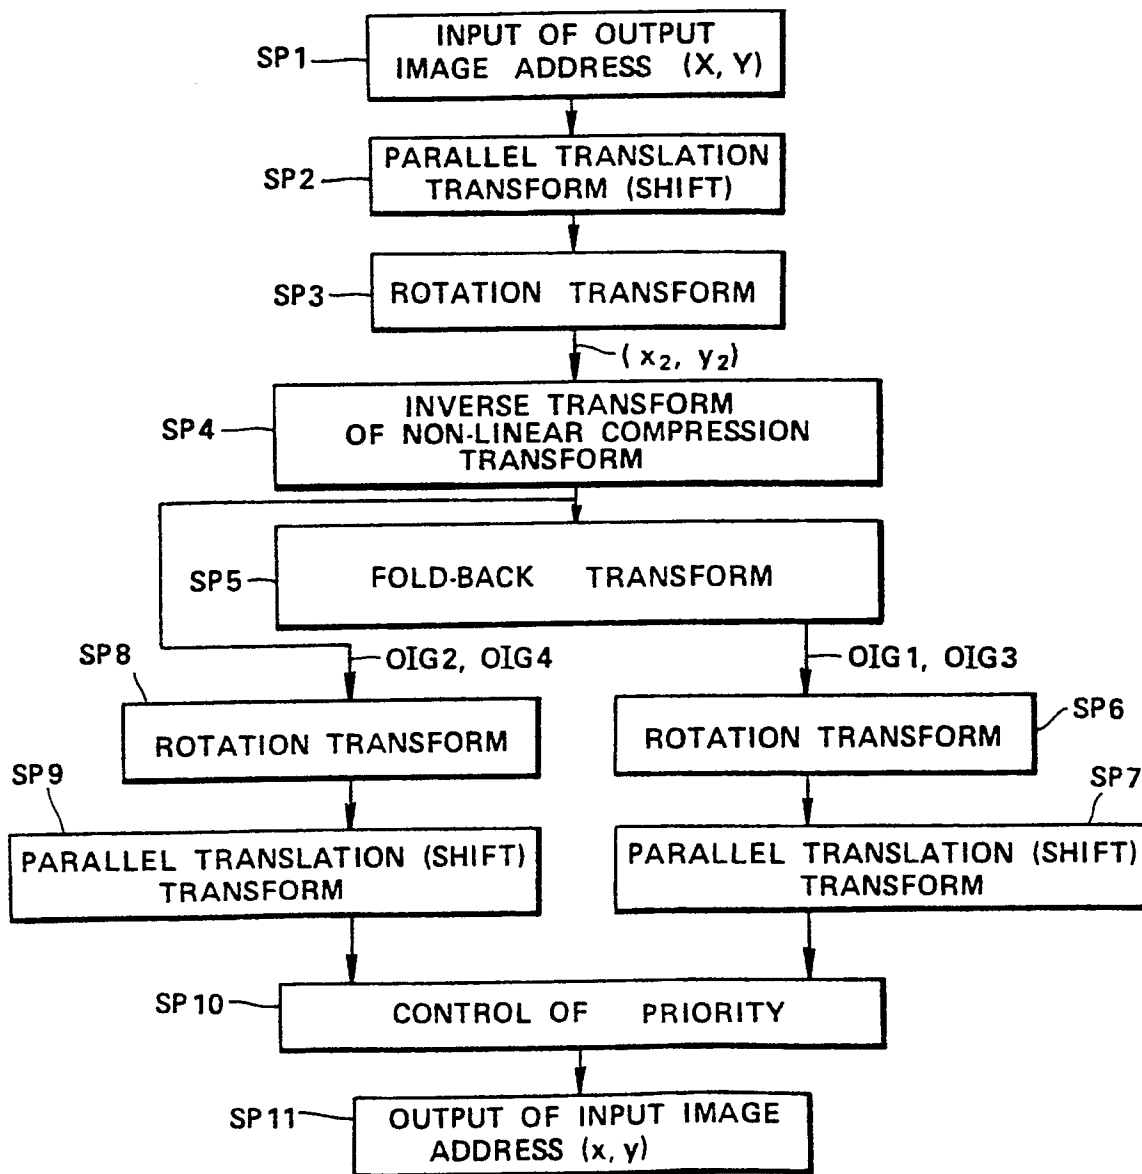 SP1
INPUT OF OUTPUT
IMAGE ADDRESS (X, Y)
SP2
PARALLEL TRANSLATION
TRANSFORM (SHIFT)
SP3
ROTATION TRANSFORM
(x₂, y₂)
SP4
INVERSE TRANSFORM
OF NON-LINEAR COMPRESSION
TRANSFORM
SP5
FOLD-BACK TRANSFORM
SP8
OIG2, OIG4
OIG1, OIG3
SP6
ROTATION TRANSFORM
ROTATION TRANSFORM
SP9
SP7
PARALLEL TRANSLATION (SHIFT)
TRANSFORM
PARALLEL TRANSLATION (SHIFT)
TRANSFORM
SP10
CONTROL OF PRIORITY
SP11
OUTPUT OF INPUT IMAGE
ADDRESS (x, y)